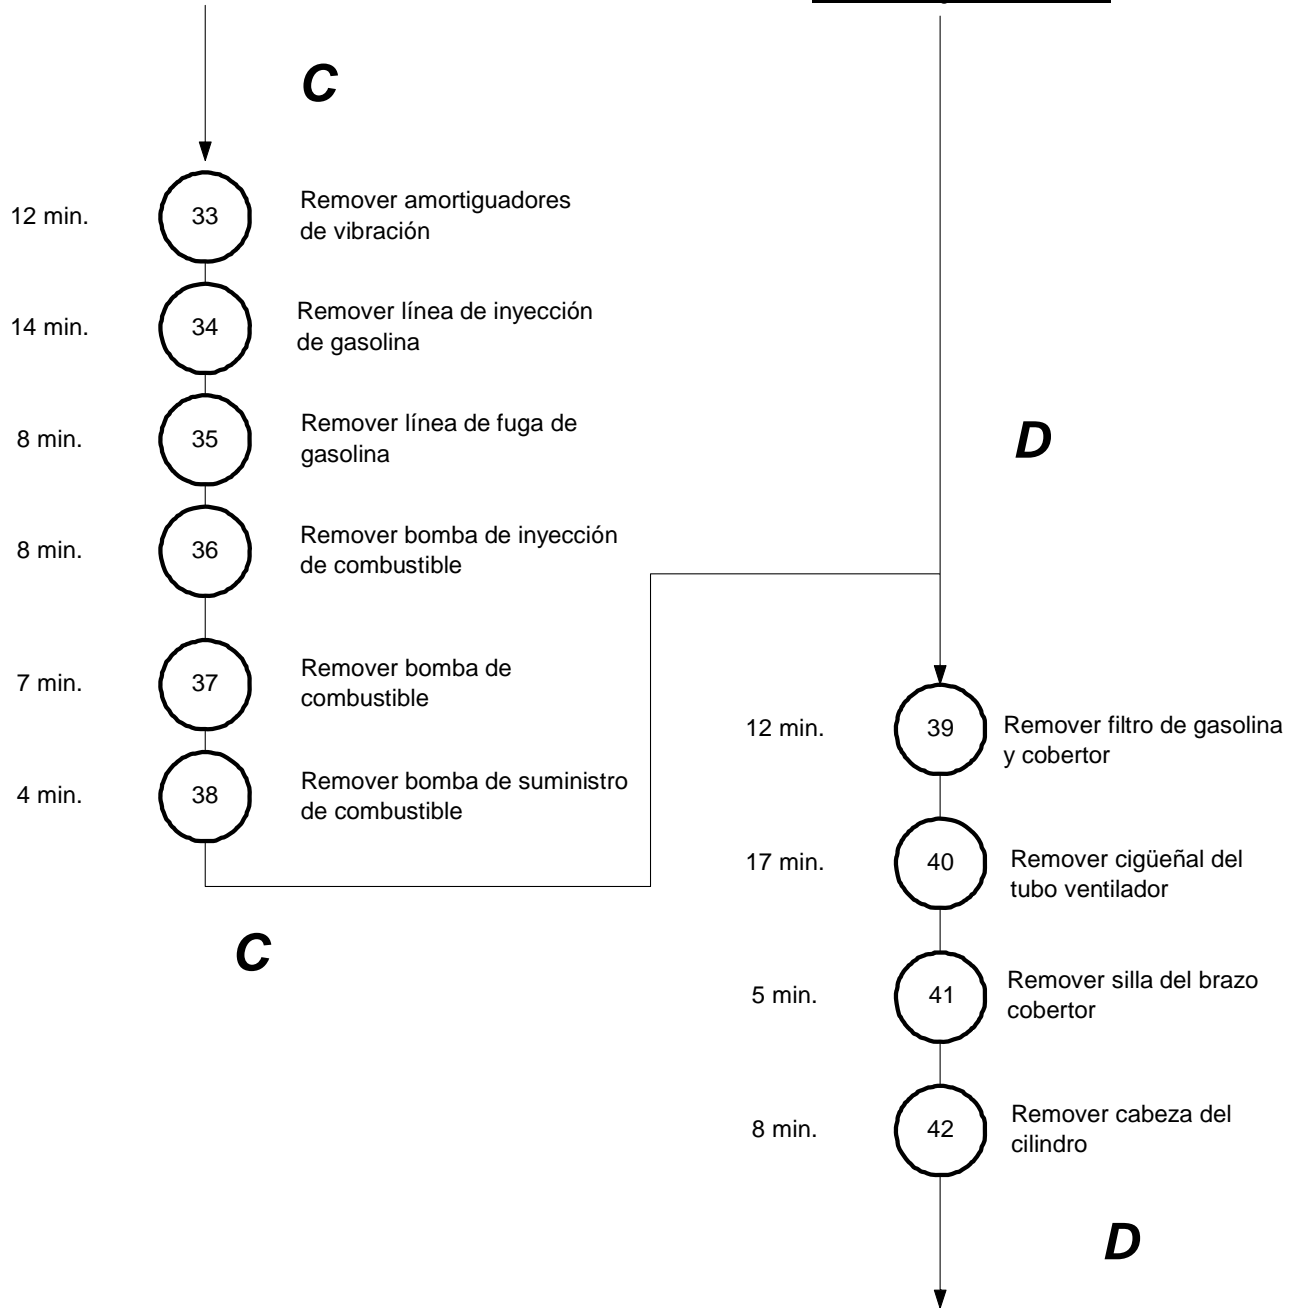 C
12 min.
33
Remover amortiguadores
de vibración
14 min.
34
Remover línea de inyección
de gasolina
8 min.
35
Remover línea de fuga de
gasolina
8 min.
36
Remover bomba de inyección
de combustible
7 min.
37
Remover bomba de
combustible
4 min.
38
Remover bomba de suministro
de combustible
C
D
12 min.
39
Remover filtro de gasolina
y cobertor
17 min.
40
Remover cigüeñal del
tubo ventilador
5 min.
41
Remover silla del brazo
cobertor
8 min.
42
Remover cabeza del
cilindro
D